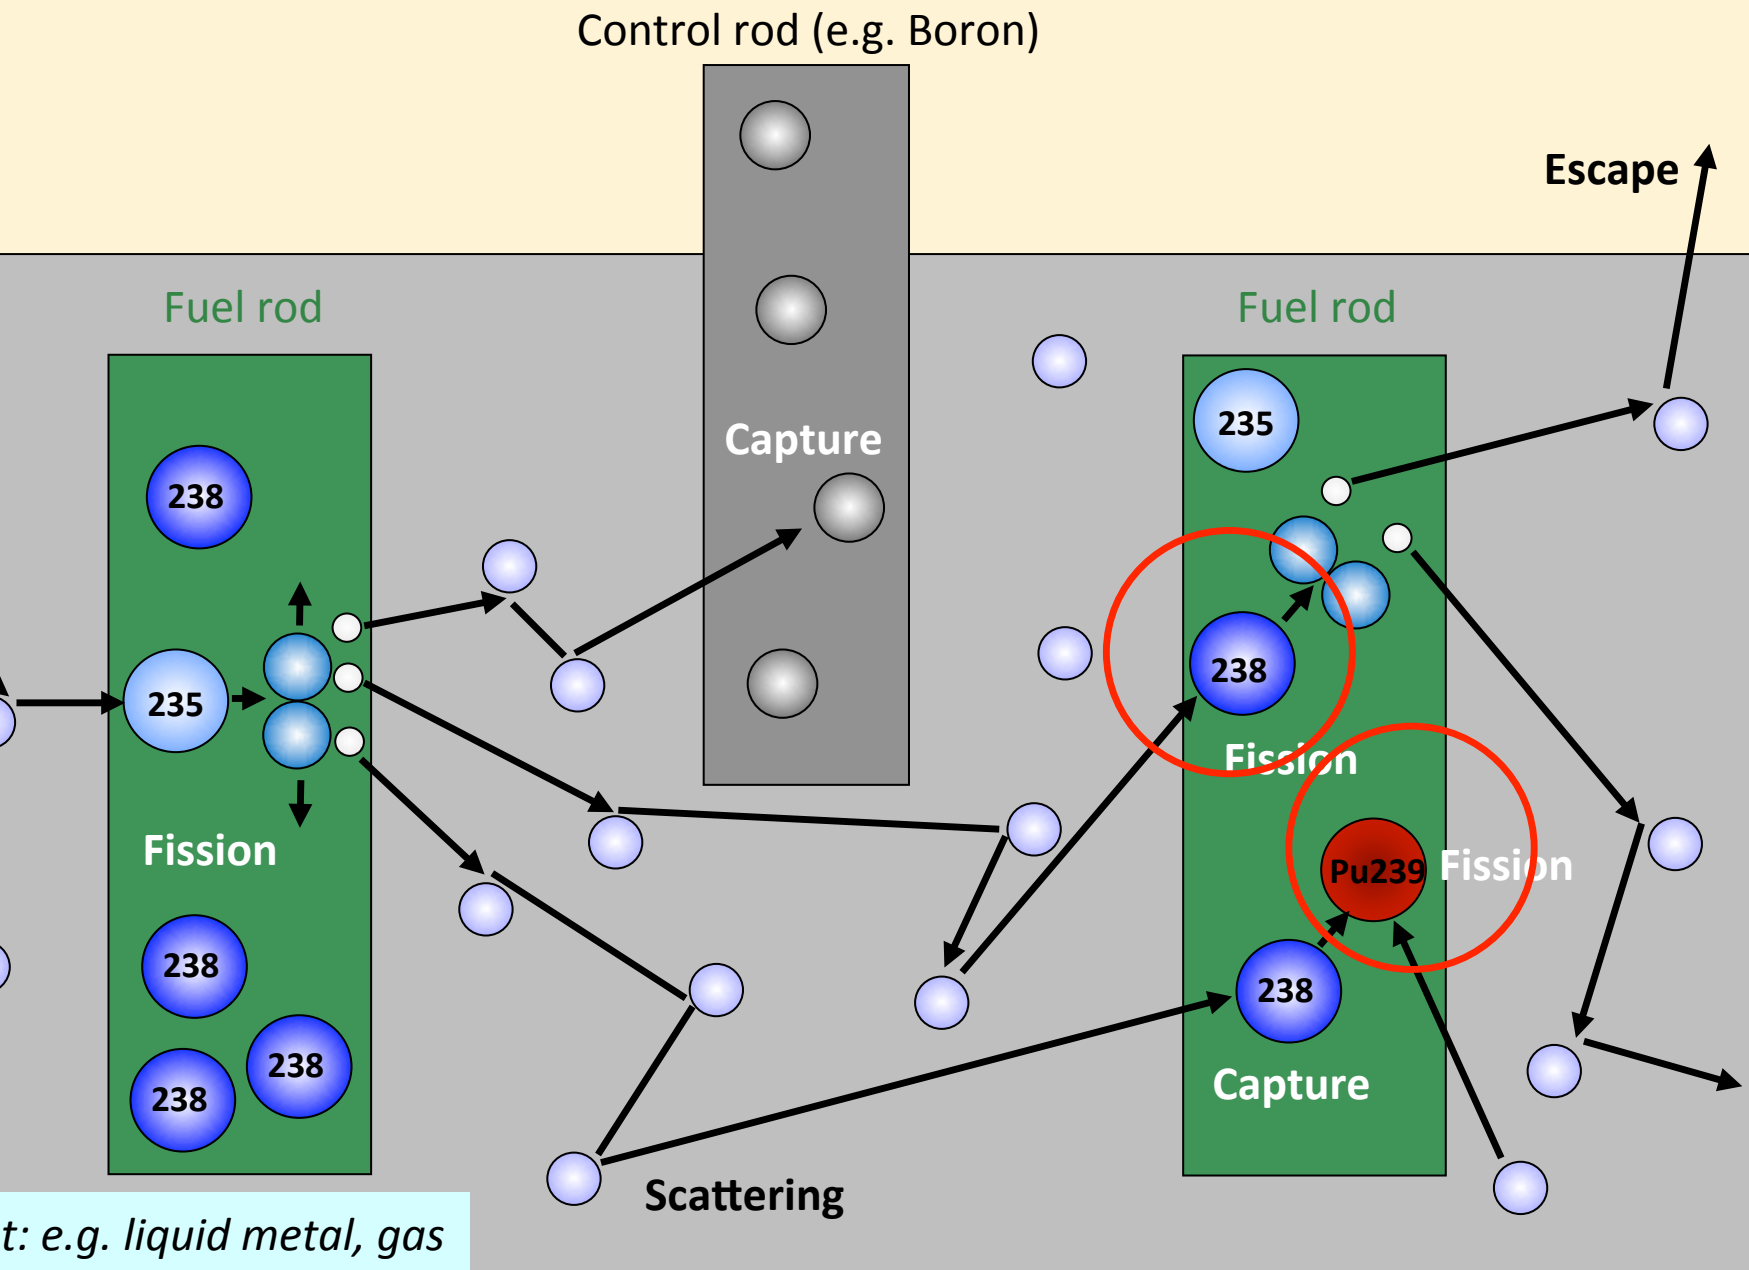 Control rod (e.g. Boron)
Escape
Fuel rod
Fuel rod
235
Capture
238
238
235
Fission
Fission
Pu239
Fission
238
238
238
238
Capture
Scattering
t: e.g. liquid metal, gas